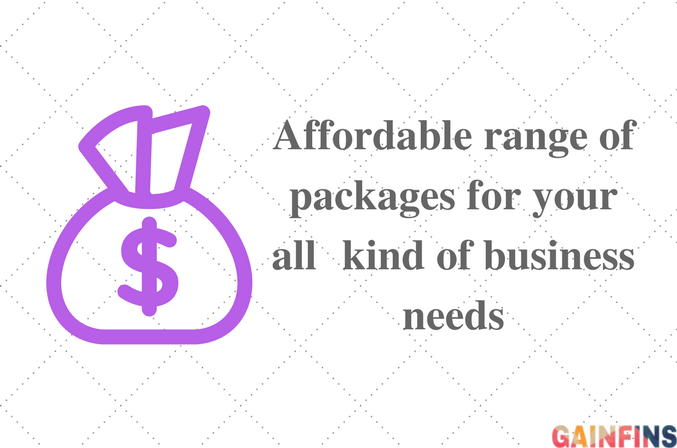 Affordable range of
packages for your
all kind of business
needs
$
GAINFINS